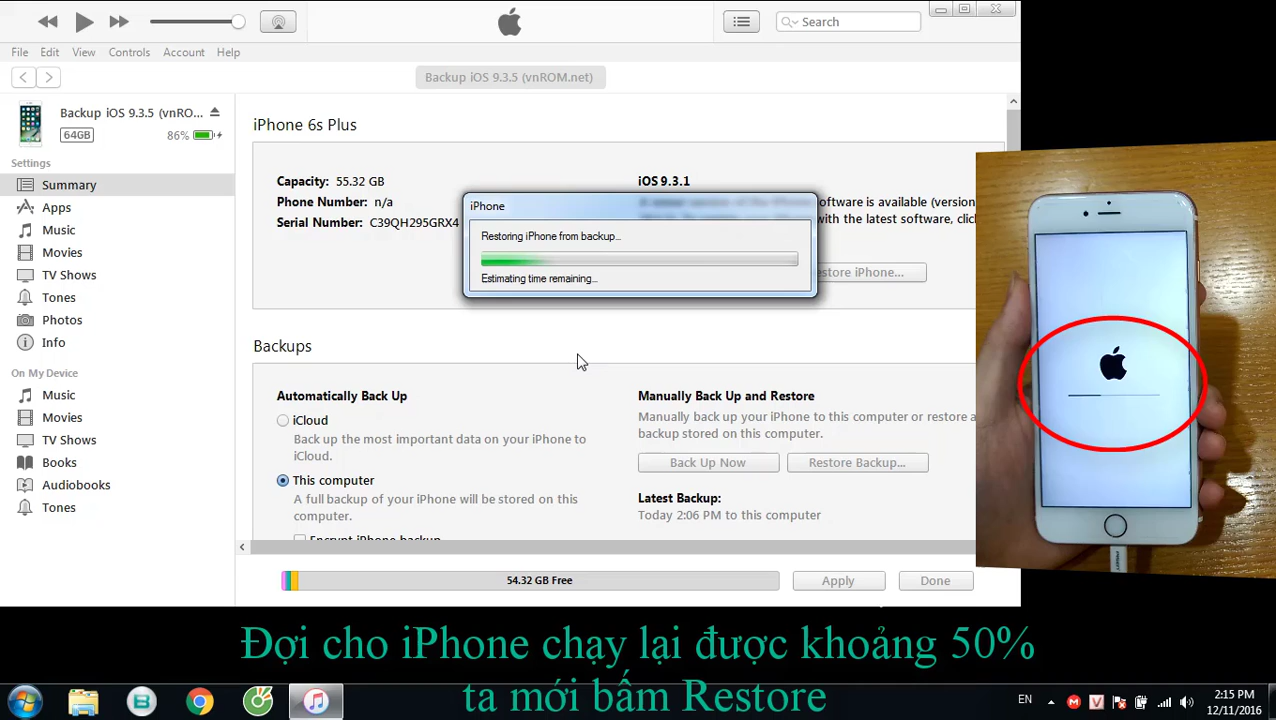 Search
File Edit View Controls Account Help
Backup iOS 9.3.5 (vnROM.net)
Backup iOS 9.3.5 (vnRO...
64GB
86%
Settings
Summary
Apps
Music
Movies
TV Shows
Tones
Photos
Info
On My Device
Music
Movies
TV Shows
Books
Audiobooks
Tones
iPhone 6s Plus
Capacity: 55.32 GB
Phone Number: n/a
Serial Number: C39QH295GRX4
iOS 9.3.1
software is available (version
with the latest software, click
store iPhone...
iPhone
Restoring iPhone from backup...
Estimating time remaining...
Backups
Automatically Back Up
iCloud
Back up the most important data on your iPhone to
iCloud.
This computer
A full backup of your iPhone will be stored on this
computer.
Encrypt iPhone backup
Manually Back Up and Restore
Manually back up your iPhone to this computer or restore a
backup stored on this computer.
Back Up Now
Restore Backup...
Latest Backup:
Today 2:06 PM to this computer
54.32 GB Free
Apply
Done
Đợi cho iPhone chạy lại được khoảng 50%
ta mới bấm Restore
EN
2:15 PM
12/11/2016